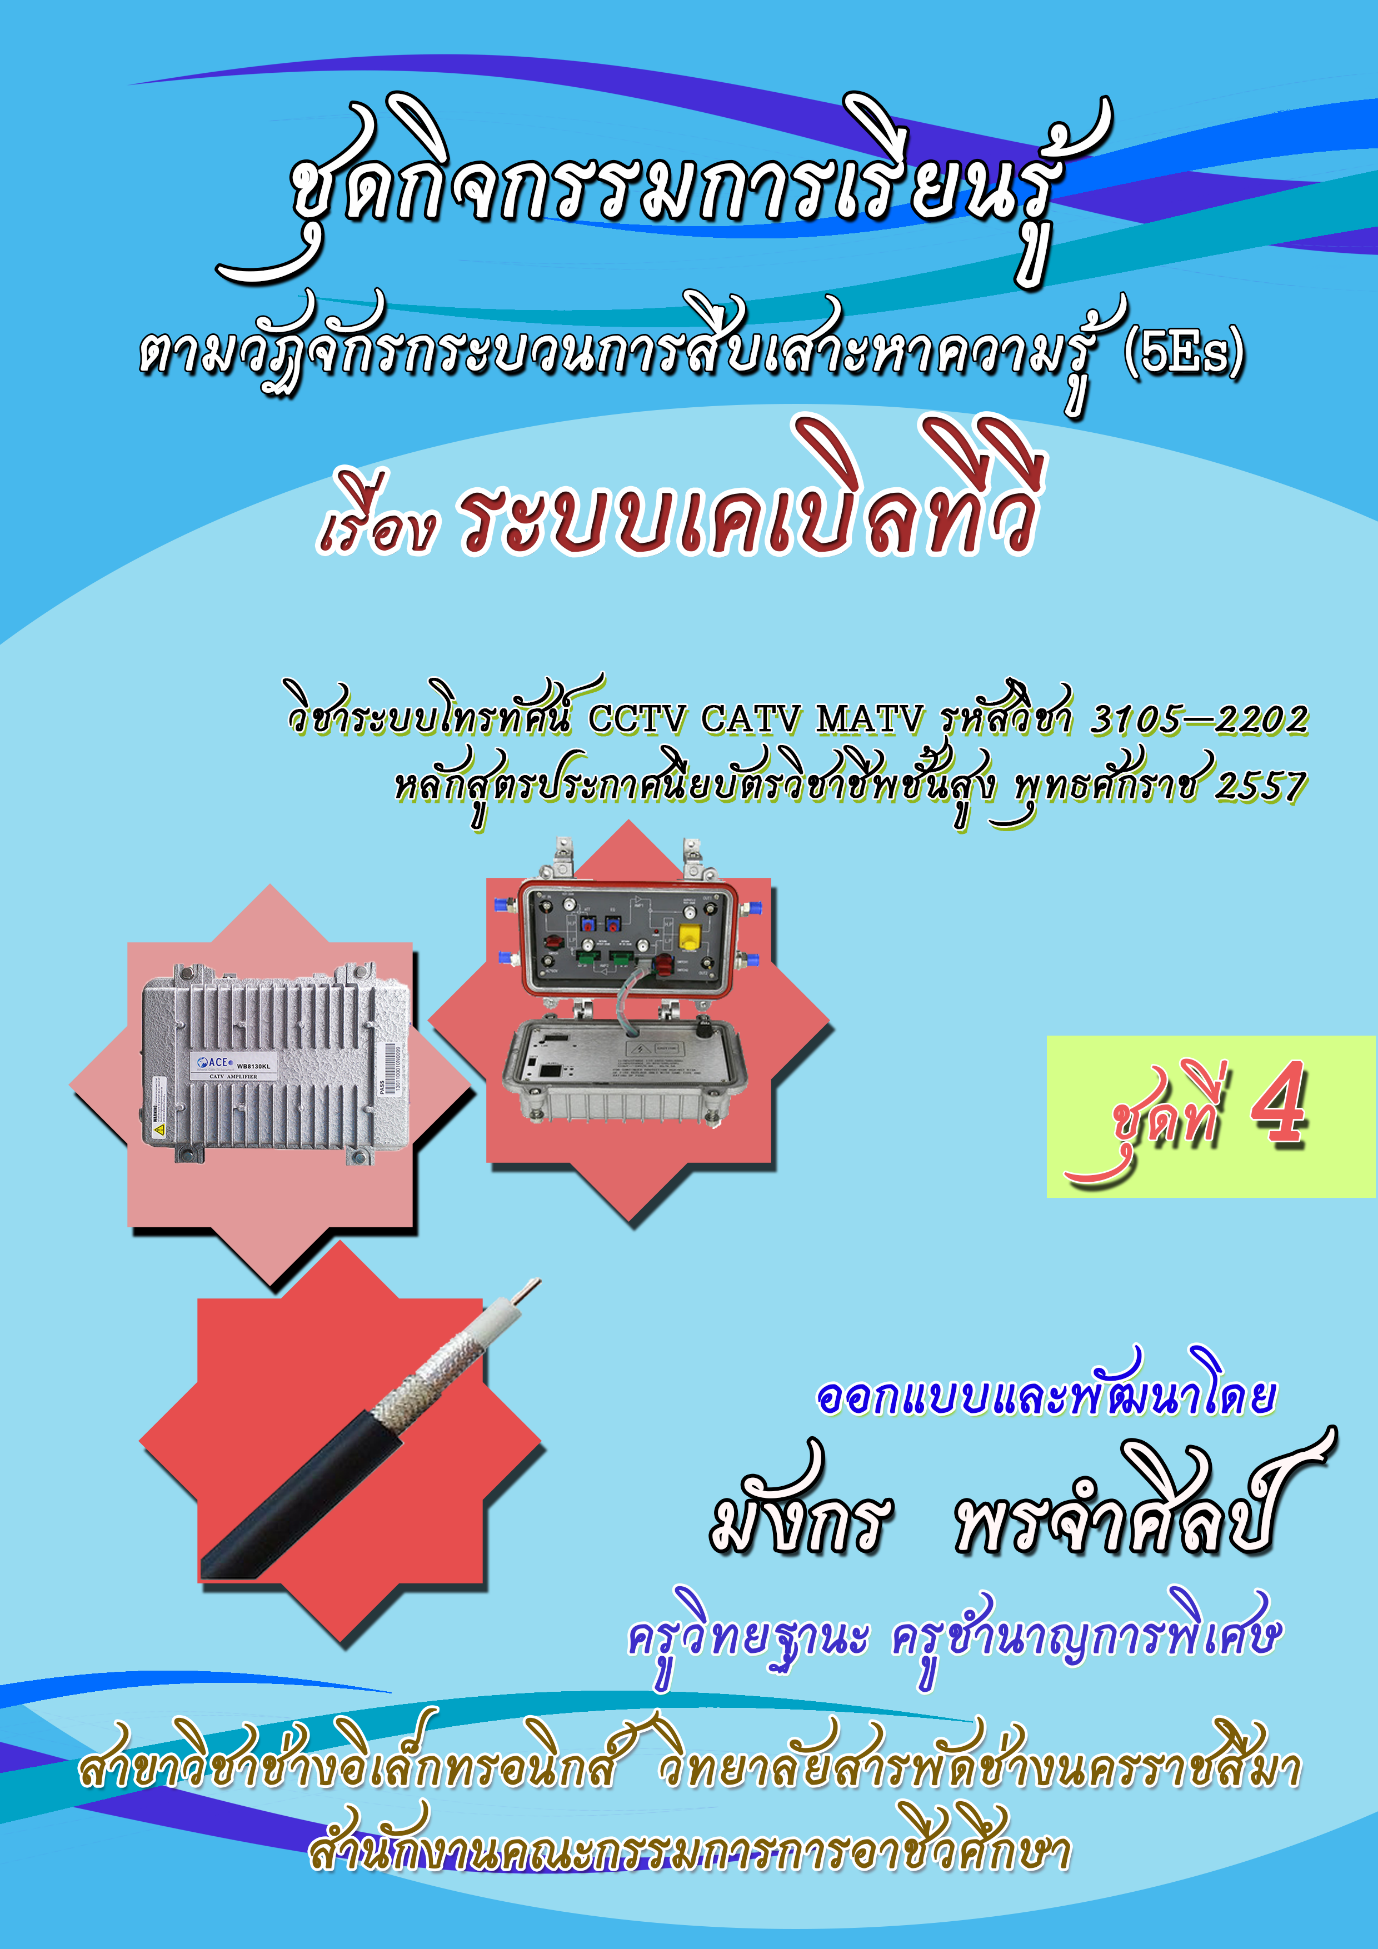 ชุดกิจกรรมการเรียนรู้
ตามวัฏจักรกระบวนการสืบเสาะหาความรู้ (5Es)
เรื่อง ระบบเคเบิลทีวี
วิชาระบบโทรทัศน์ CCTV CATV MATV รหัสวิชา 3105-2202
หลักสูตรประกาศนียบัตรวิชาชีพชั้นสูง พุทธศักราช 2557
ACE
WB8130KL
CATV AMPLIFIER
PASS
ชุดที่ 4
ออกแบบและพัฒนาโดย
มังกร พรจำศิลป์
ครูวิทยฐานะ ครูชำนาญการพิเศษ
สาขาวิชาช่างอิเล็กทรอนิกส์ วิทยาลัยสารพัดช่างนครราชสีมา
สำนักงานคณะกรรมการการอาชีวศึกษา